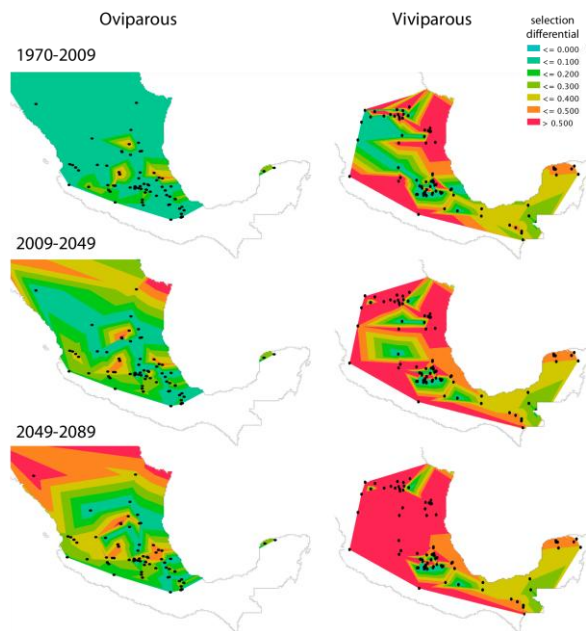 Oviparous
Viviparous
selection
differential
<= 0.000
<= 0.100
<= 0.200
<= 0.300
<= 0.400
<= 0.500
> 0.500
1970-2009
2009-2049
2049-2089